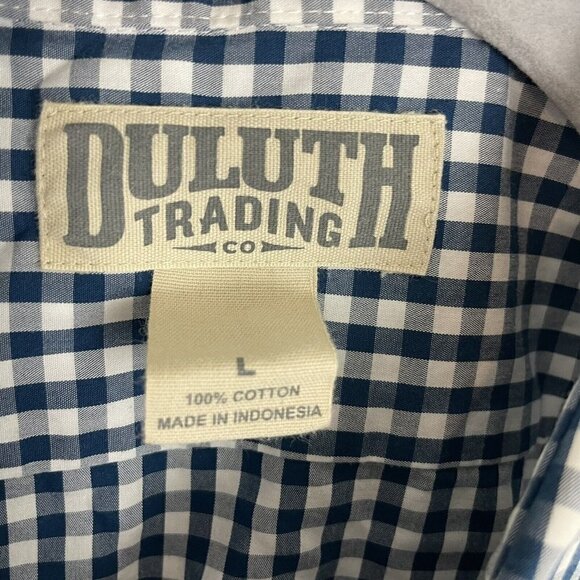 DULUTH
TRADING
CO
L
100% COTTON
MADE IN INDONESIA